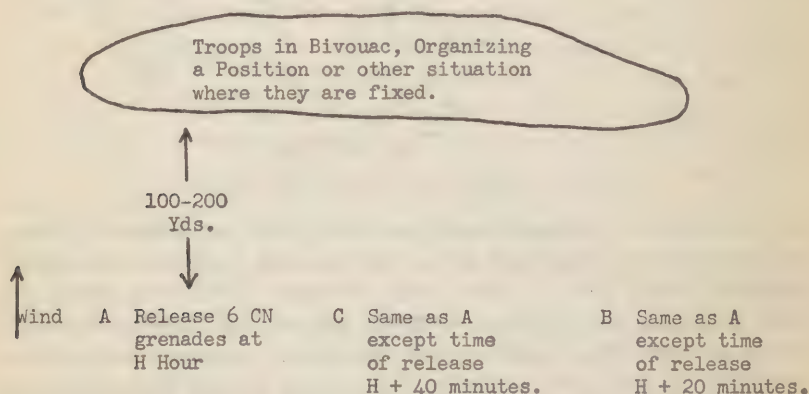 Troops in Bivouac, Organizing
a Position or other situation
where they are fixed.
100-200
Yds.
Wind
A Release 6 CN
grenades at
H Hour
C Same as A
except time
of release
H + 40 minutes.
B Same as A
except time
of release
H + 20 minutes.